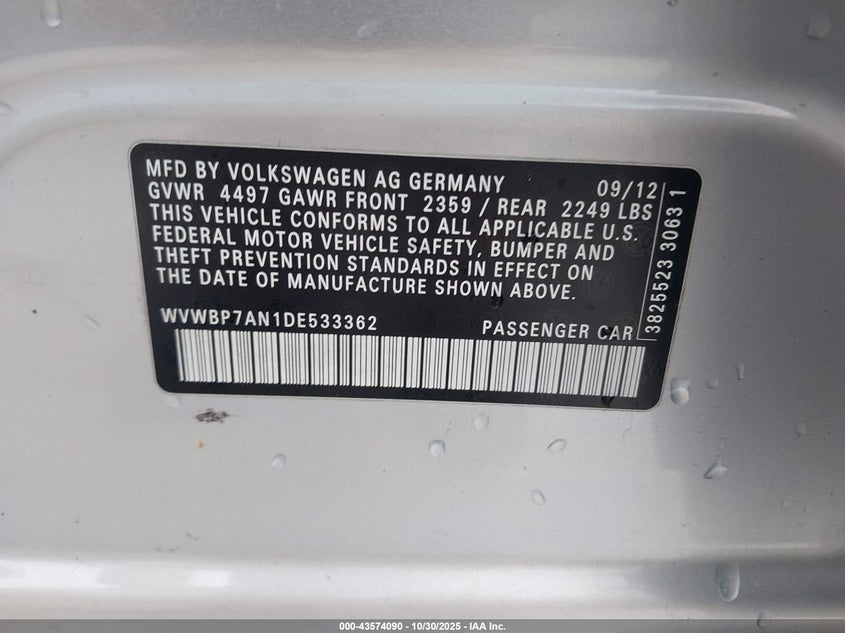 MFD BY VOLKSWAGEN AG GERMANY 09/12
GVWR 4497 GAWR FRONT 2359 / REAR 2249 LBS
THIS VEHICLE CONFORMS TO ALL APPLICABLE U.S.
FEDERAL MOTOR VEHICLE SAFETY, BUMPER AND
THEFT PREVENTION STANDARDS IN EFFECT ON
THE DATE OF MANUFACTURE SHOWN ABOVE.
WVWBP7AN1DE533362 PASSENGER CAR
3825523 3063 1
000-43574090 - 10/30/2025 - IAA Inc.